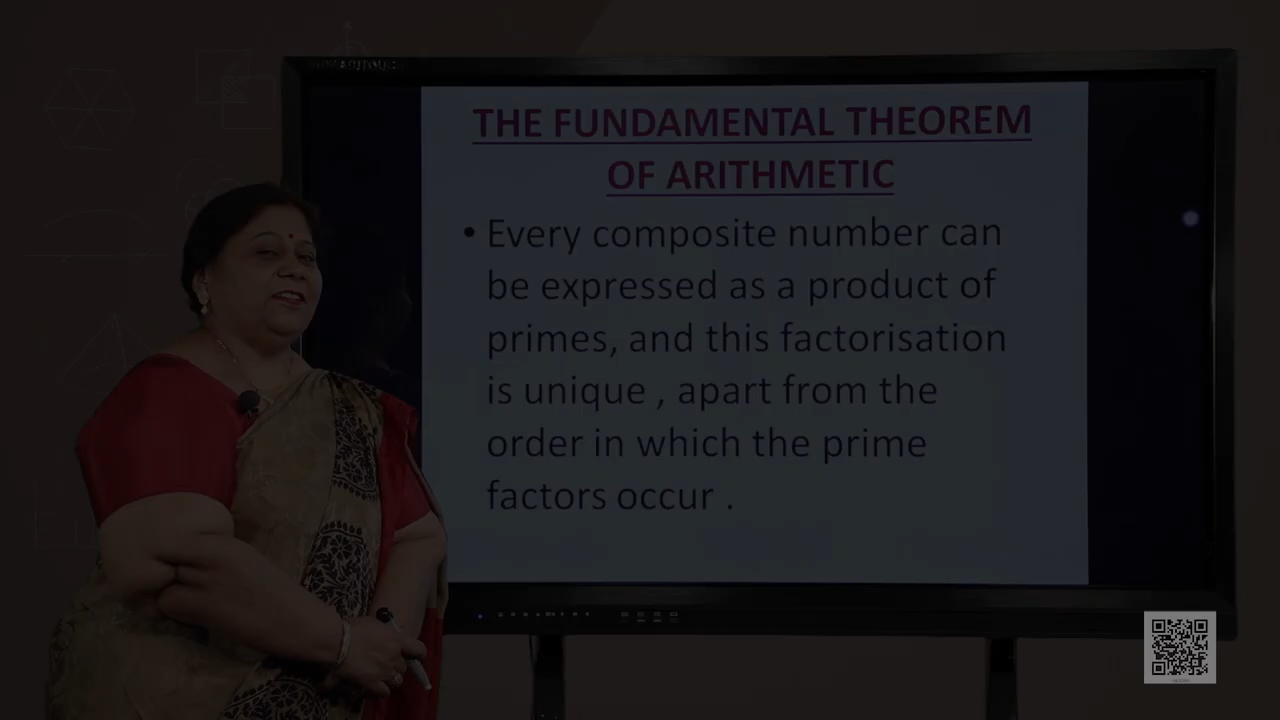 THE FUNDAMENTAL THEOREM
OF ARITHMETIC
• Every composite number can
be expressed as a product of
primes, and this factorisation
is unique , apart from the
order in which the prime
factors occur .